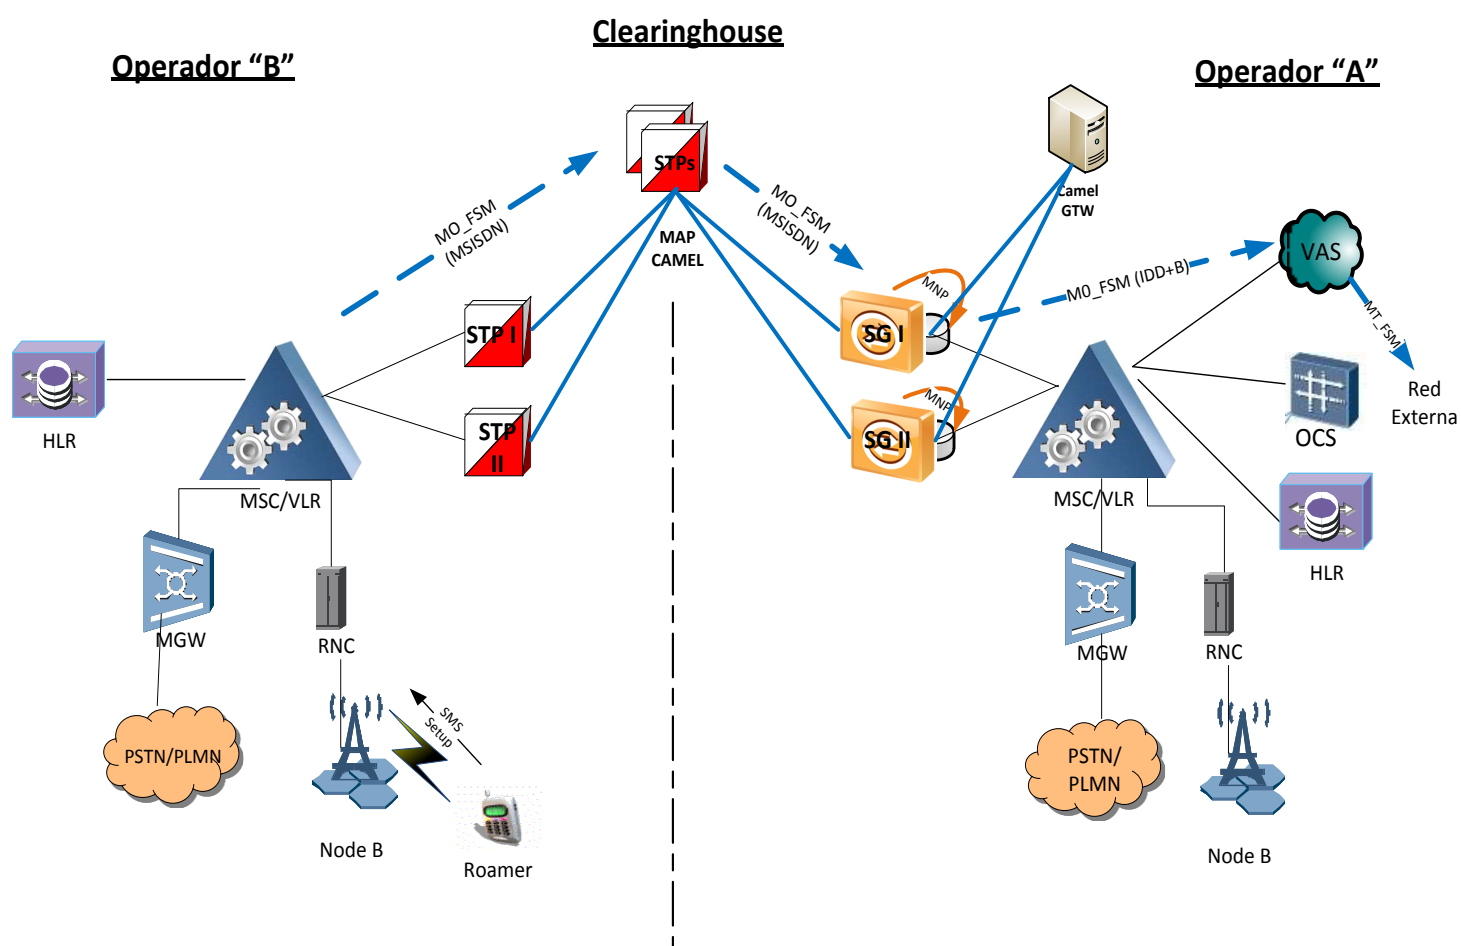 Clearinghouse
Operador “B”
Operador “A”
STPs
Camel
GTW
MO_FSM
(MSISDN)
MO_FSM
(MSISDN)
MAP
CAMEL
VAS
MNP
M0_FSM (IDD+B)
MT_FSM
STP I
SG I
HLR
MNP
Red
Externa
STP
II
SG II
OCS
MSC/VLR
MSC/VLR
HLR
MGW
RNC
MGW
RNC
SMS
Setup
PSTN/PLMN
PSTN/
PLMN
Node B
Roamer
Node B